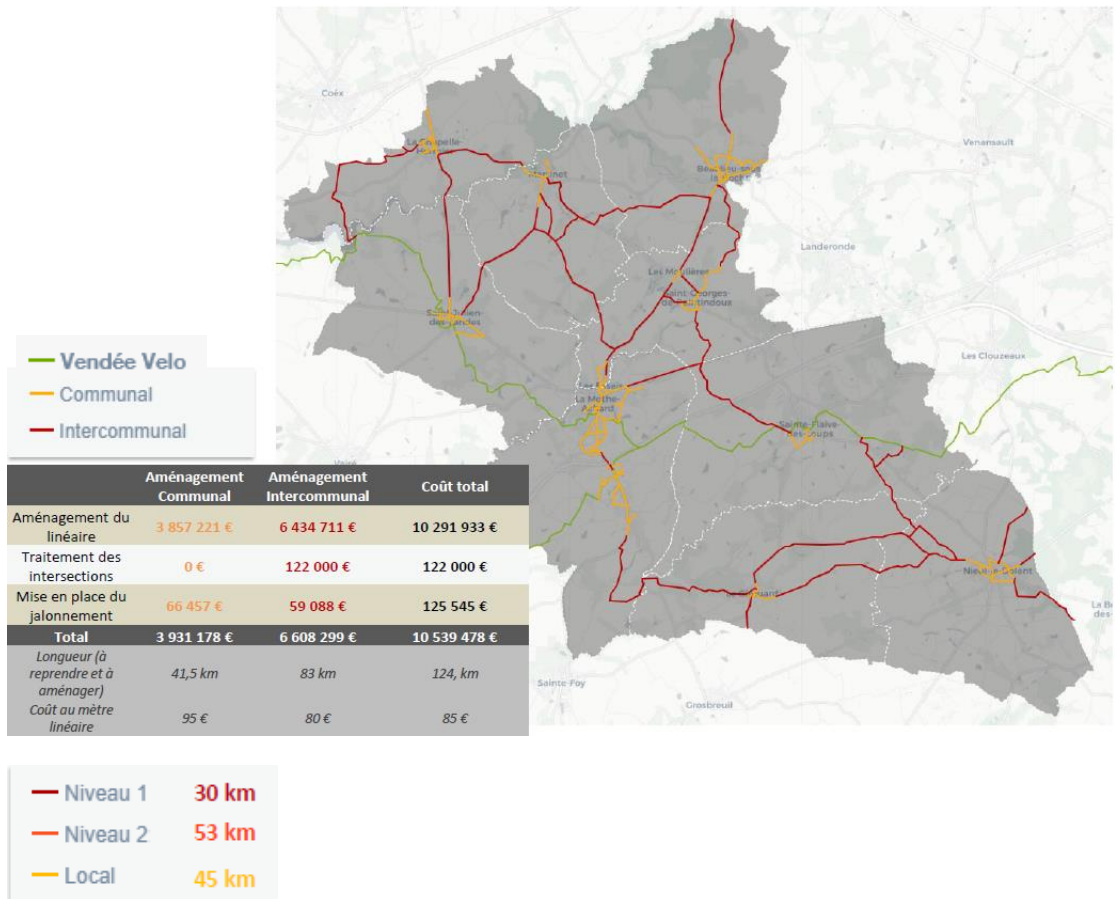 Coëx
Venansault
Landeronde
Les Clouzeaux
Sainte Foy
Grosbreuil
Vendée Velo
Communal
Intercommunal
Aménagement Communal
Aménagement Intercommunal
Coût total
Aménagement du linéaire
3 857 221 €
6 434 711 €
10 291 933 €
Traitement des intersections
0 €
122 000 €
122 000 €
Mise en place du jalonnement
66 457 €
59 088 €
125 545 €
Total
3 931 178 €
6 608 299 €
10 539 478 €
Longueur (à reprendre et à aménager)
41,5 km
83 km
124, km
Coût au mètre linéaire
95 €
80 €
85 €
Niveau 1 30 km
Niveau 2 53 km
Local 45 km